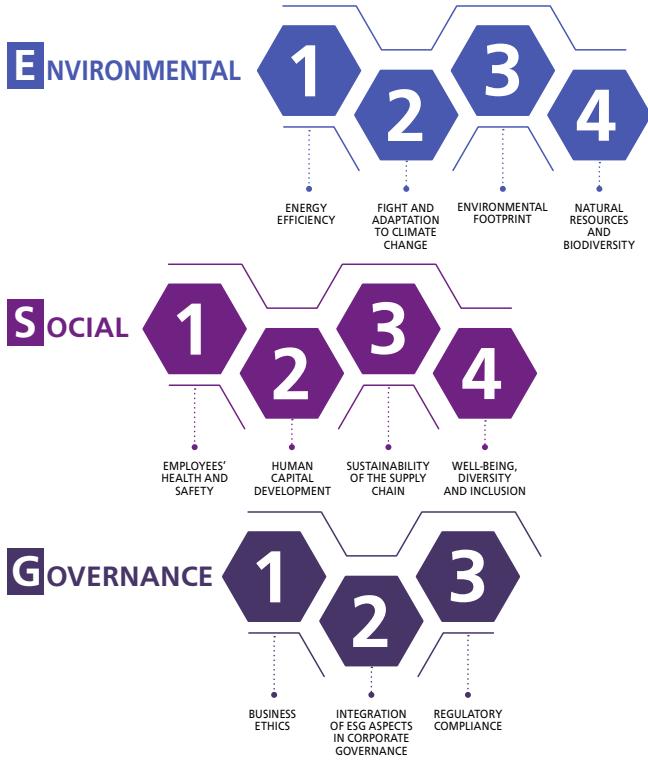 ENVIRONMENTAL
1
2
3
4
ENERGY
EFFICIENCY
FIGHT AND
ADAPTATION
TO CLIMATE
CHANGE
ENVIRONMENTAL
FOOTPRINT
NATURAL
RESOURCES
AND
BIODIVERSITY
SOCIAL
1
2
3
4
EMPLOYEES'
HEALTH AND
SAFETY
HUMAN
CAPITAL
DEVELOPMENT
SUSTAINABILITY
OF THE SUPPLY
CHAIN
WELL-BEING,
DIVERSITY
AND INCLUSION
GOVERNANCE
1
2
3
BUSINESS
ETHICS
INTEGRATION
OF ESG ASPECTS
IN CORPORATE
GOVERNANCE
REGULATORY
COMPLIANCE